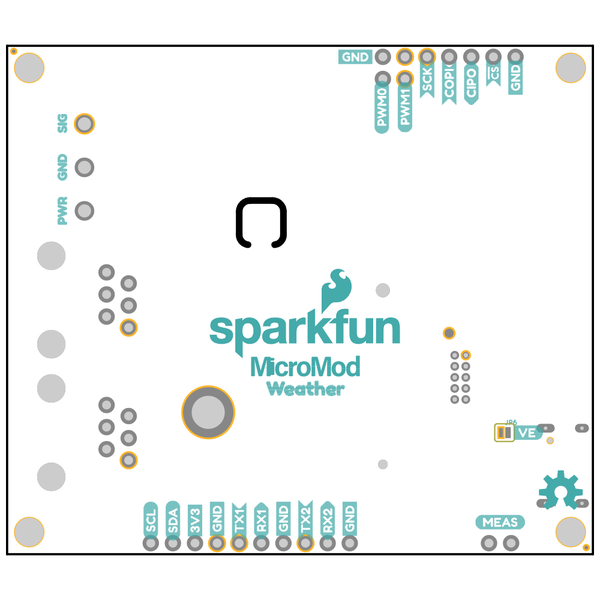 GND
SCK
COPI
CIPO
CS
GND
PWM0
PWM1
SIG
GND
PWR
sparkfun
MicroMod
Weather
JP6
VE
MEAS
SCL
SDA
3V3
GND
TX1
RX1
GND
TX2
RX2
GND